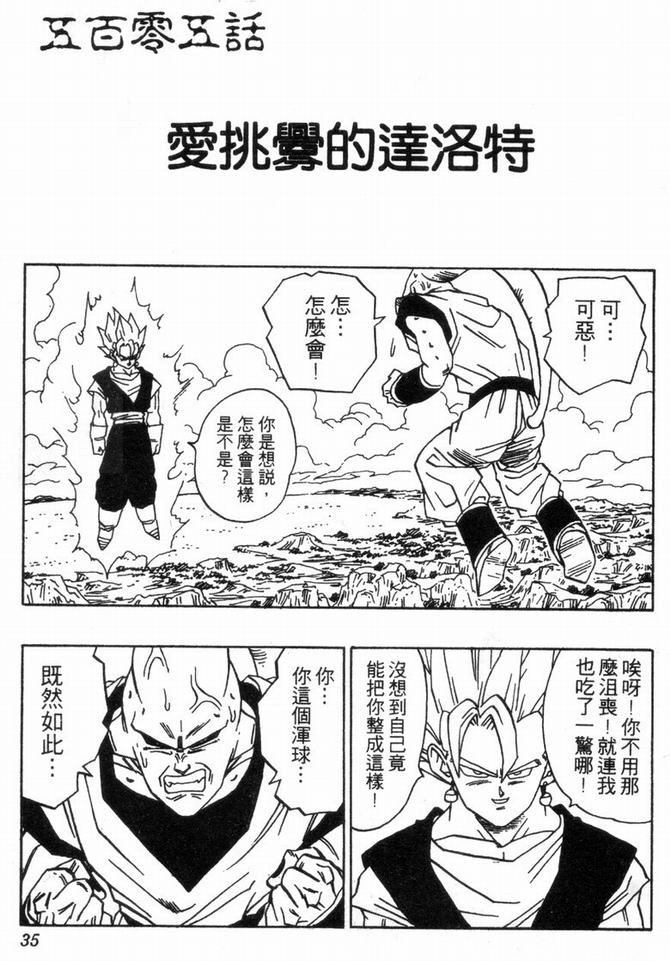 五百零五話
愛挑釁的達洛特
可…
可惡！
怎…
怎麼會！
你是想說，
怎麼會這樣
是不是？
唉呀！你不用那
麼沮喪！就連我
也吃了一驚哪！
沒想到自己竟
能把你整成這樣！
你…
你這個渾球…
既然如此…
35